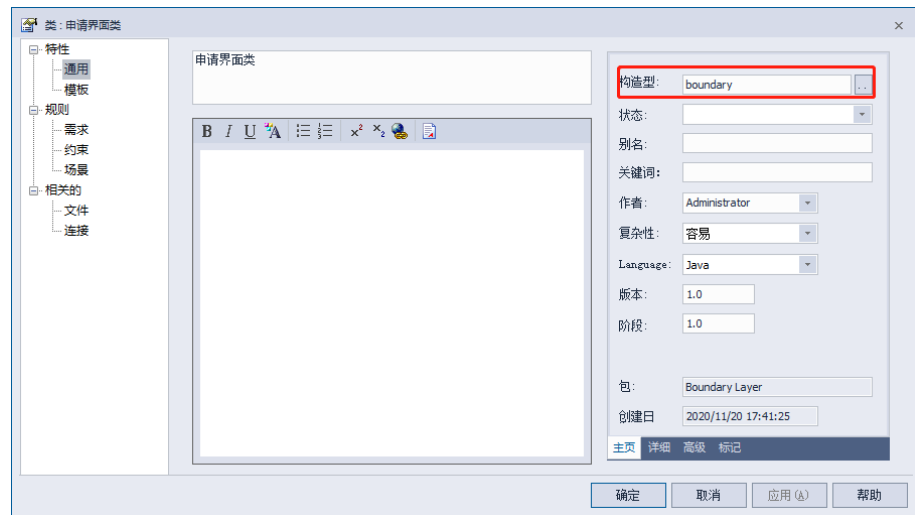 类 : 申请界面类
特性
通用
模板
规则
需求
约束
场景
相关的
文件
连接
申请界面类
B I U A x² x₂
构造型: boundary ..
状态:
别名:
关键词:
作者: Administrator
复杂性: 容易
Language: Java
版本: 1.0
阶段: 1.0
包: Boundary Layer
创建日 2020/11/20 17:41:25
主页 详细 高级 标记
确定 取消 应用(A) 帮助